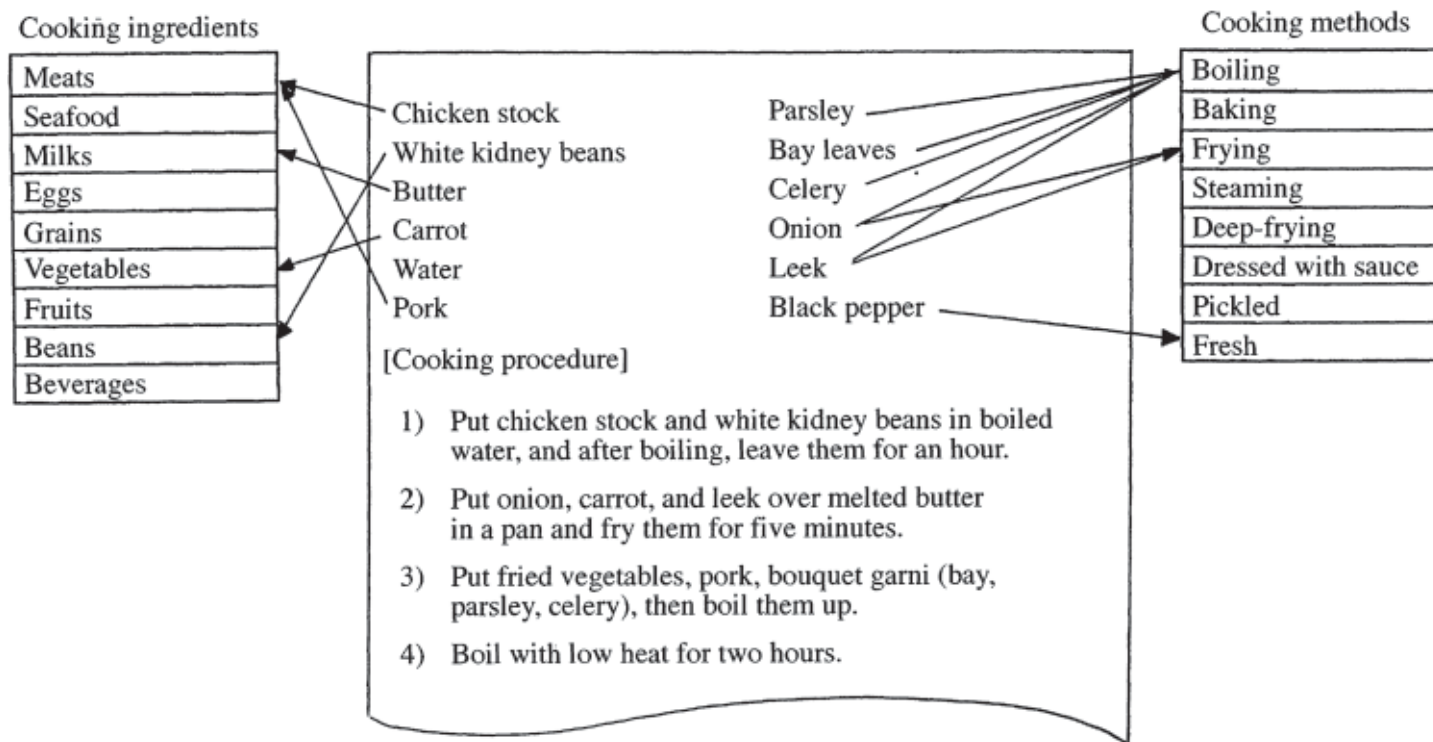 Cooking ingredients
Meats
Seafood
Milks
Eggs
Grains
Vegetables
Fruits
Beans
Beverages
Chicken stock
White kidney beans
Butter
Carrot
Water
Pork
Parsley
Bay leaves
Celery
Onion
Leek
Black pepper
Cooking methods
Boiling
Baking
Frying
Steaming
Deep-frying
Dressed with sauce
Pickled
Fresh
[Cooking procedure]
1) Put chicken stock and white kidney beans in boiled
water, and after boiling, leave them for an hour.
2) Put onion, carrot, and leek over melted butter
in a pan and fry them for five minutes.
3) Put fried vegetables, pork, bouquet garni (bay,
parsley, celery), then boil them up.
4) Boil with low heat for two hours.